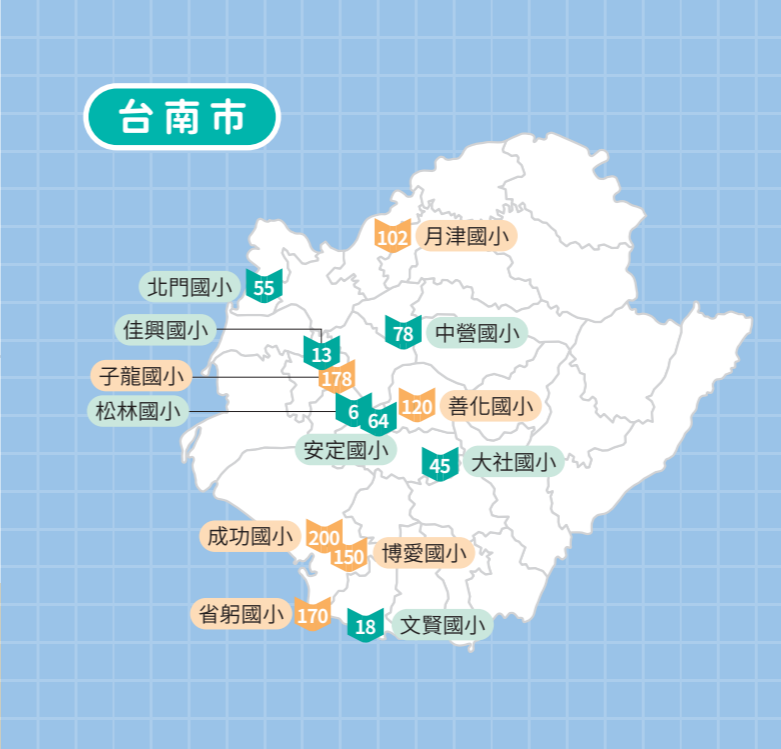 台南市
102 月津國小
北門國小 55
佳興國小 13
78 中營國小
子龍國小 178
松林國小 6
120 善化國小
64
安定國小
45 大社國小
成功國小 200
150 博愛國小
省躬國小 170
18 文賢國小